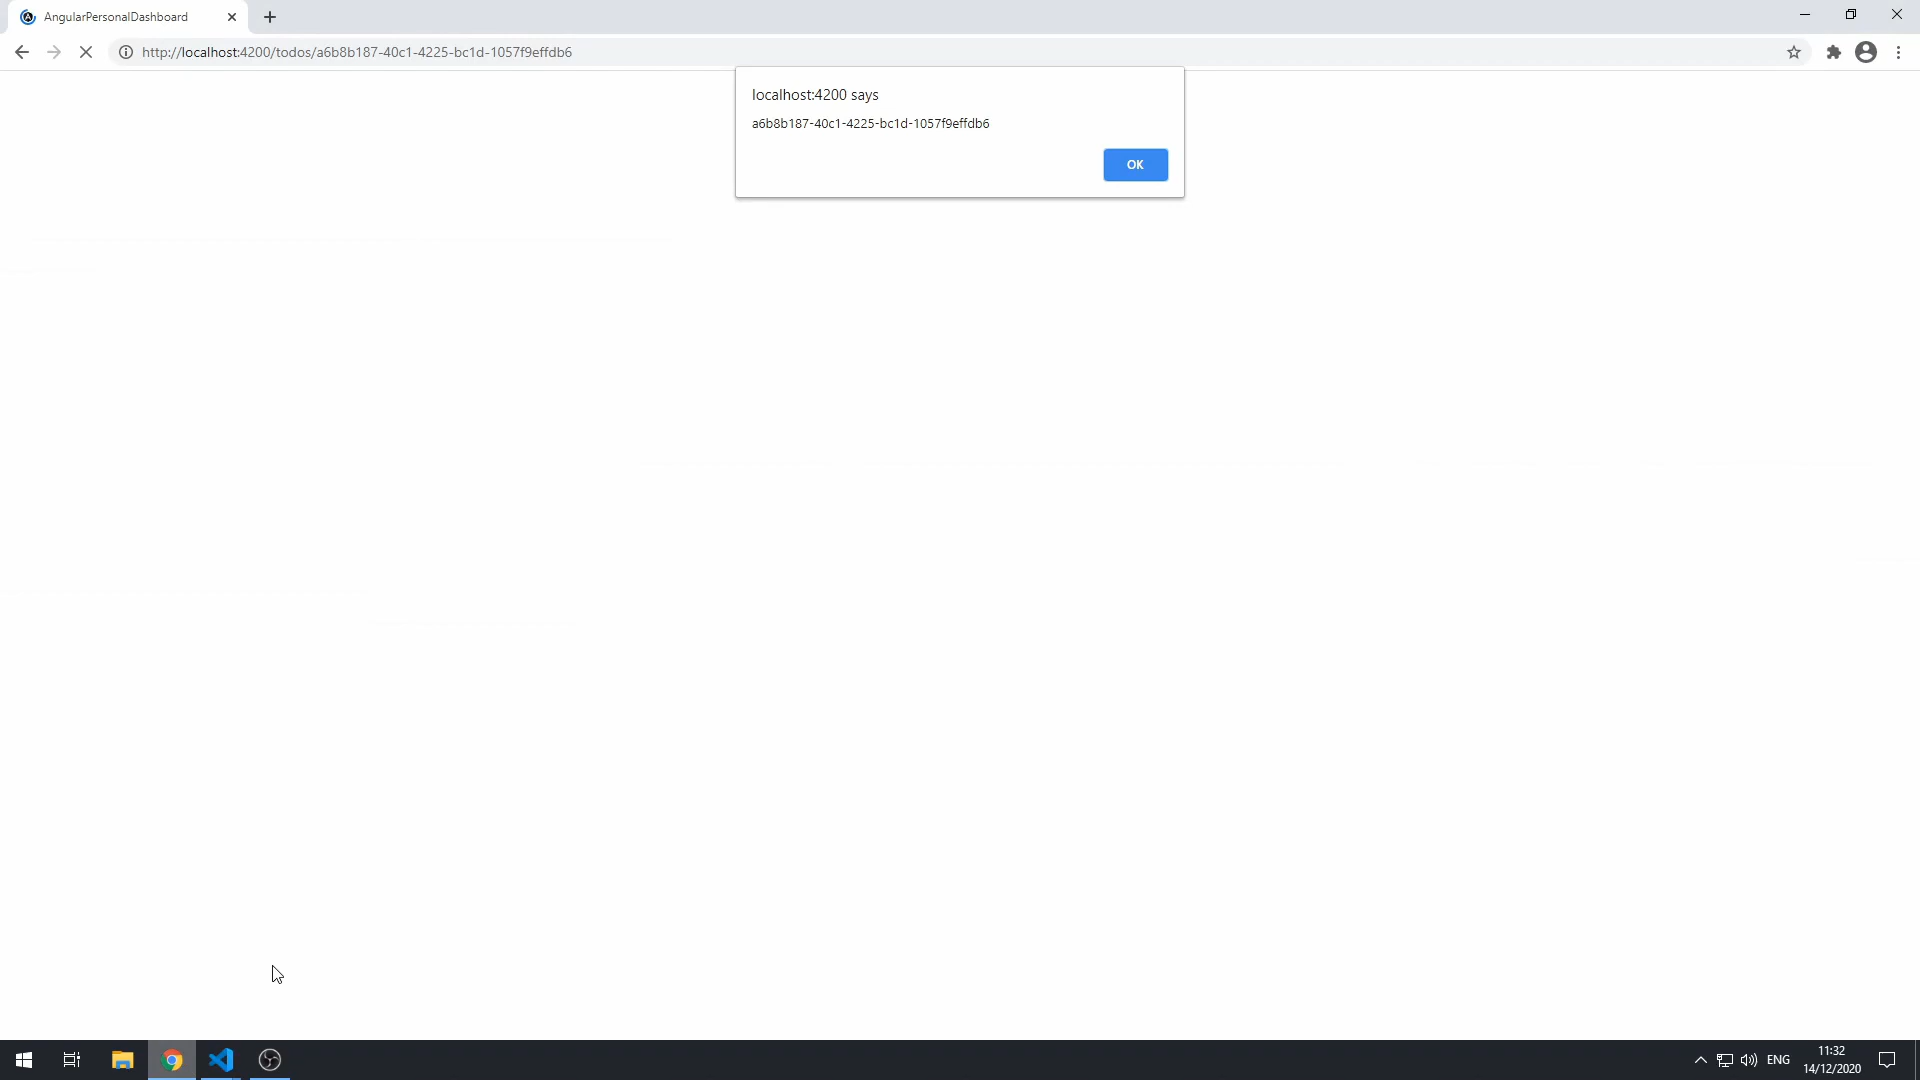 AngularPersonalDashboard
http://localhost:4200/todos/a6b8b187-40c1-4225-bc1d-1057f9effdb6
localhost:4200 says
a6b8b187-40c1-4225-bc1d-1057f9effdb6
OK
ENG
11:32
14/12/2020